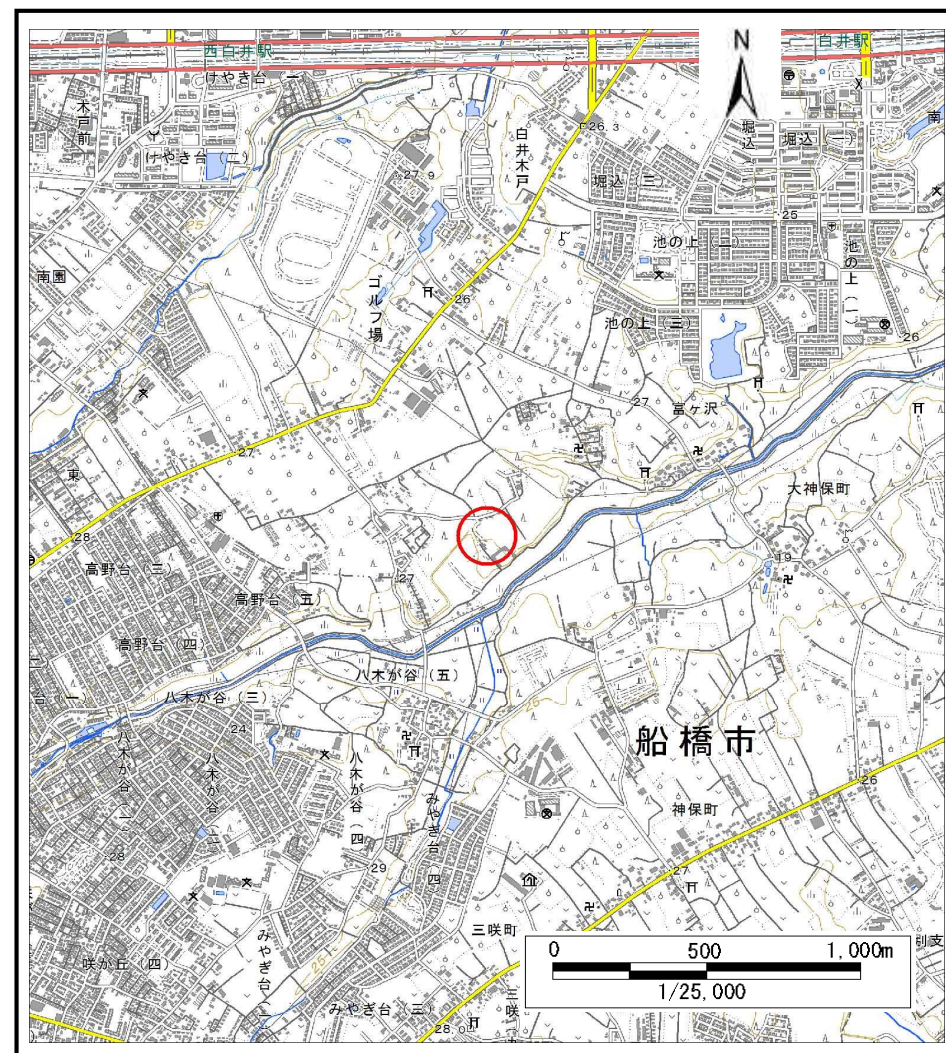 西白井駅
白井駅
けやき台(一)
N
木戸前
けやき台(二)
白井木戸
26.3
堀込
堀込(一)
南
27.9
堀込(三)
25
25
池の上(二)
池の上(一)
南園
ゴルフ場
26
池の上(三)
26
27
富ヶ沢
27
東
大神保町
28
19
高野台(三)
27
高野台(五)
高野台(四)
台(一)
八木が谷(五)
八木が谷(三)
25
24
船橋市
八木が谷(二)
八木が谷(四)
みやぎ台(四)
26
神保町
28
29
27
三咲町
みやぎ台(二)
咲が丘(四)
25
みやぎ台(三)
28.0
0 500 1,000m
1/25,000